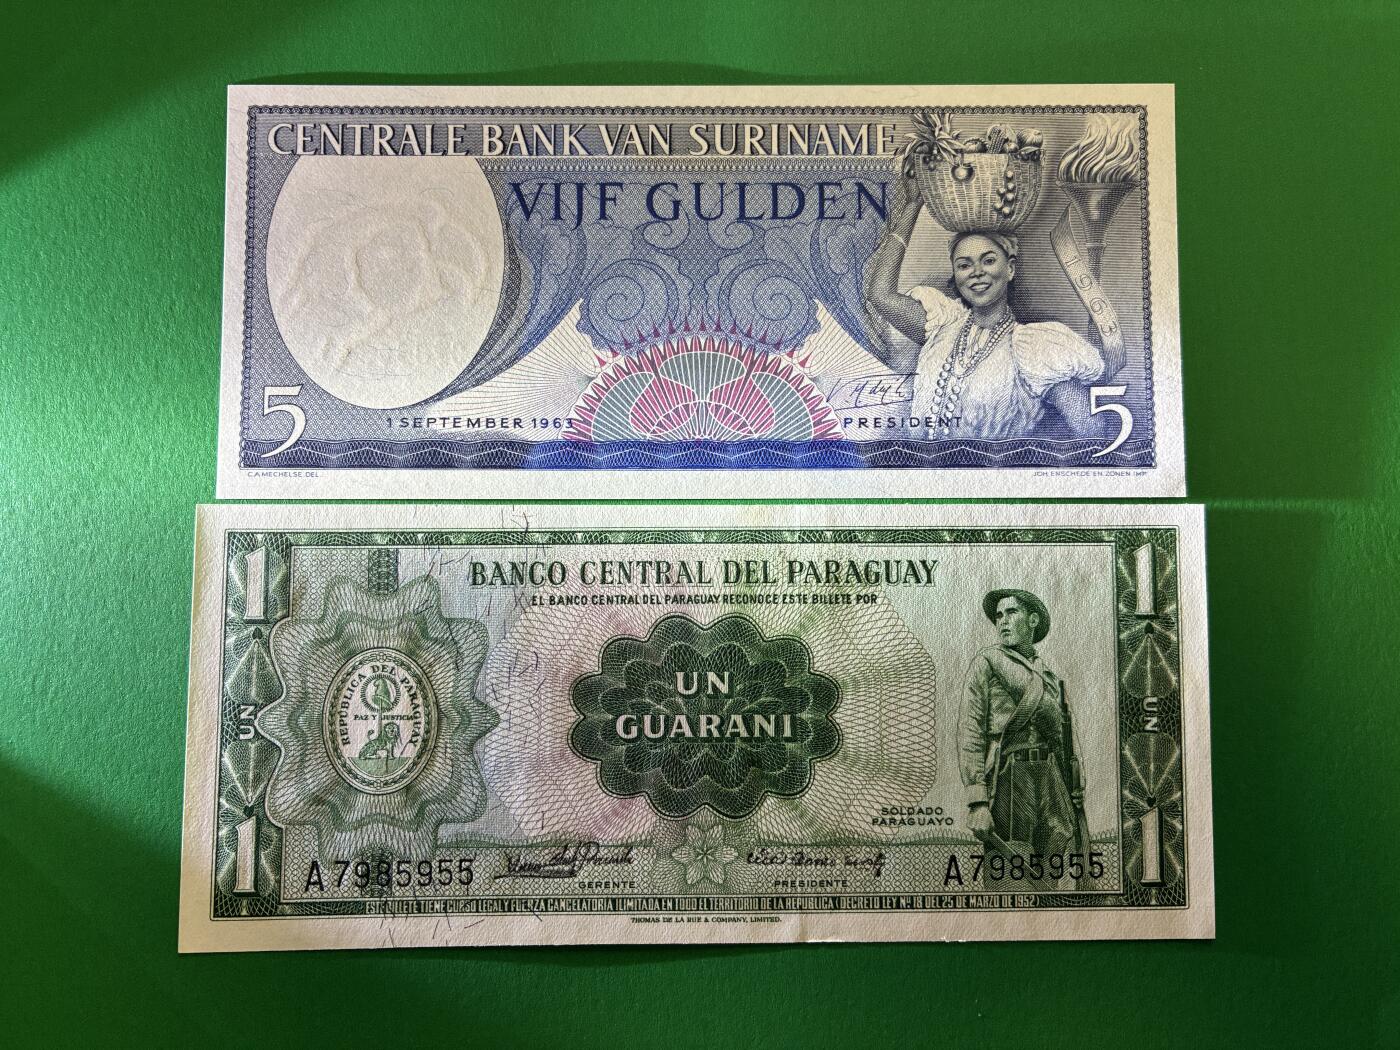 CENTRALE BANK VAN SURINAME
VIJF GULDEN
1963
5
5
1 SEPTEMBER 1963
PRESIDENT
C.A.MECHELSE.DEL.
JOH. ENSCHEDÉ EN ZONEN IMP.
1
1
BANCO CENTRAL DEL PARAGUAY
EL BANCO CENTRAL DEL PARAGUAY RECONOCE ESTE BILLETE POR
UN
GUARANI
REPUBLICA DEL PARAGUAY
PAZ Y JUSTICIA
UN
UN
SOLDADO
PARAGUAYO
1
1
A7985955
A7985955
GERENTE
PRESIDENTE
ESTE BILLETE TIENE CURSO LEGAL Y FUERZA CANCELATORIA ILIMITADA EN TODO EL TERRITORIO DE LA REPUBLICA (DECRETO LEY Nº 18 DEL 25 DE MARZO DE 1952)
THOMAS DE LA RUE & COMPANY, LIMITED.